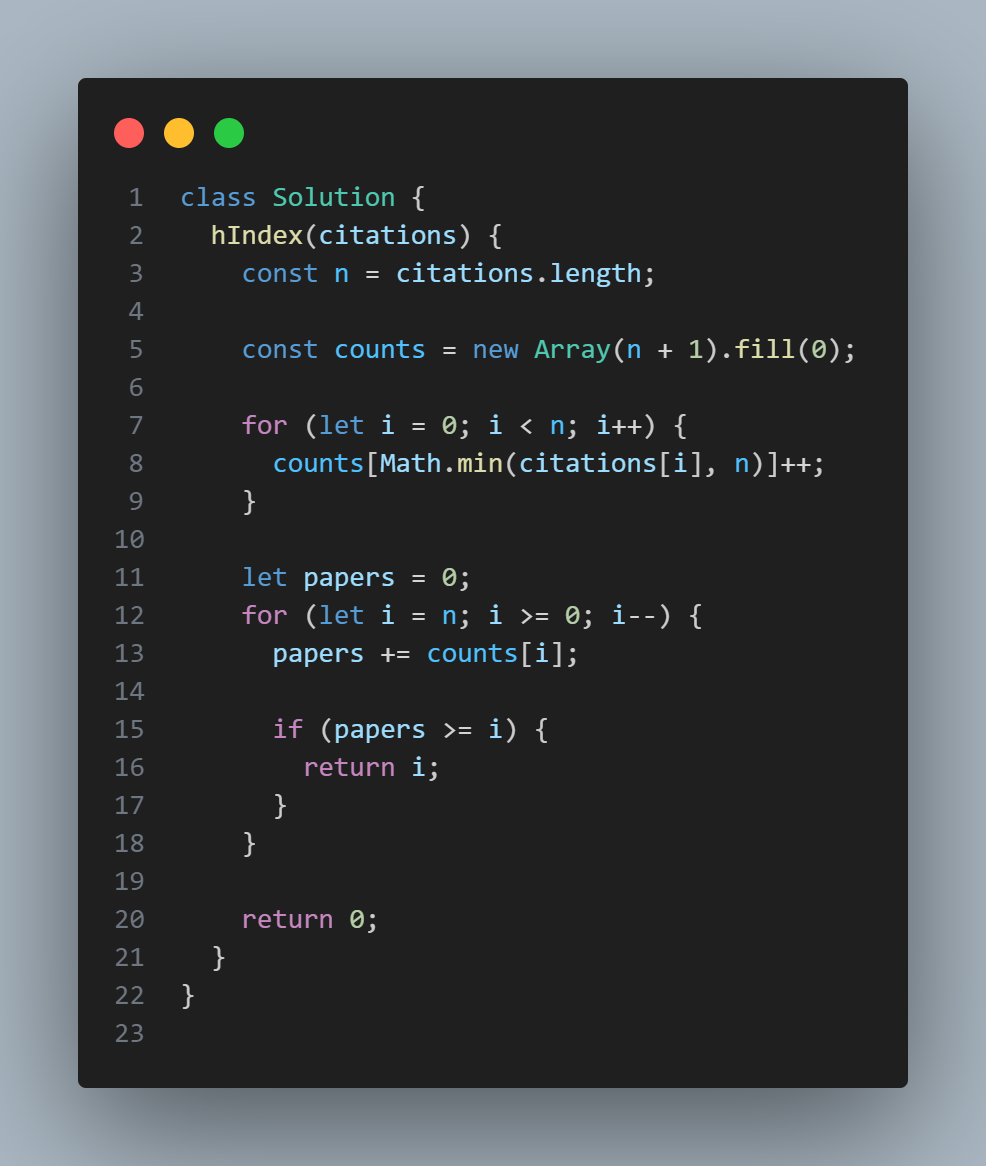 1 class Solution {
2   hIndex(citations) {
3     const n = citations.length;
4
5     const counts = new Array(n + 1).fill(0);
6
7     for (let i = 0; i < n; i++) {
8       counts[Math.min(citations[i], n)]++;
9     }
10
11     let papers = 0;
12     for (let i = n; i >= 0; i--) {
13       papers += counts[i];
14
15       if (papers >= i) {
16         return i;
17       }
18     }
19
20     return 0;
21   }
22 }
23